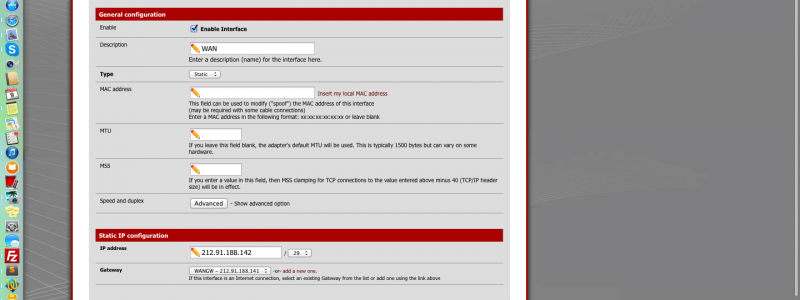 General configuration
Enable
Enable Interface
Description
WAN
Enter a description (name) for the interface here.
Type
Static
MAC address
Insert my local MAC address
This field can be used to modify ("spoof") the MAC address of this interface
(may be required with some cable connections)
Enter a MAC address in the following format: xx:xx:xx:xx:xx:xx or leave blank
MTU
If you leave this field blank, the adapter's default MTU will be used. This is typically 1500 bytes but can vary on some
hardware.
MSS
If you enter a value in this field, then MSS clamping for TCP connections to the value entered above minus 40 (TCP/IP header
size) will be in effect.
Speed and duplex
Advanced - Show advanced option
Static IP configuration
IP address
212.91.188.142 / 29
Gateway
WANGW - 212.91.188.141 -or- add a new one.
If this interface is an Internet connection, select an existing Gateway from the list or add one using the link above